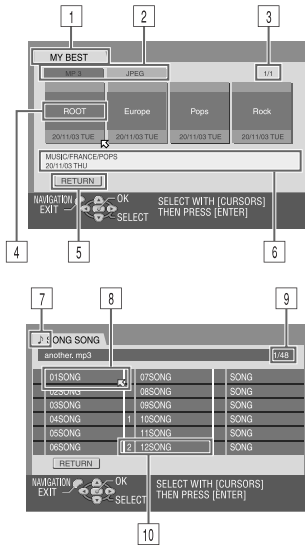 1 2 3
MY BEST
MP 3 JPEG 1/1
ROOT Europe Pops Rock
20/11/03 TUE 20/11/03 TUE 20/11/03 TUE 20/11/03 TUE
MUSIC/FRANCE/POPS
20/11/03 THU
RETURN
NAVIGATION OK SELECT WITH [CURSORS]
EXIT SELECT THEN PRESS [ENTER]
4 5 6
7 8 9
SONG SONG
another. mp3 1/48
01SONG 07SONG SONG
02SONG 08SONG SONG
03SONG 09SONG SONG
04SONG 1 10SONG SONG
05SONG 11SONG SONG
06SONG 2 12SONG SONG
RETURN
NAVIGATION OK SELECT WITH [CURSORS]
EXIT SELECT THEN PRESS [ENTER]
10